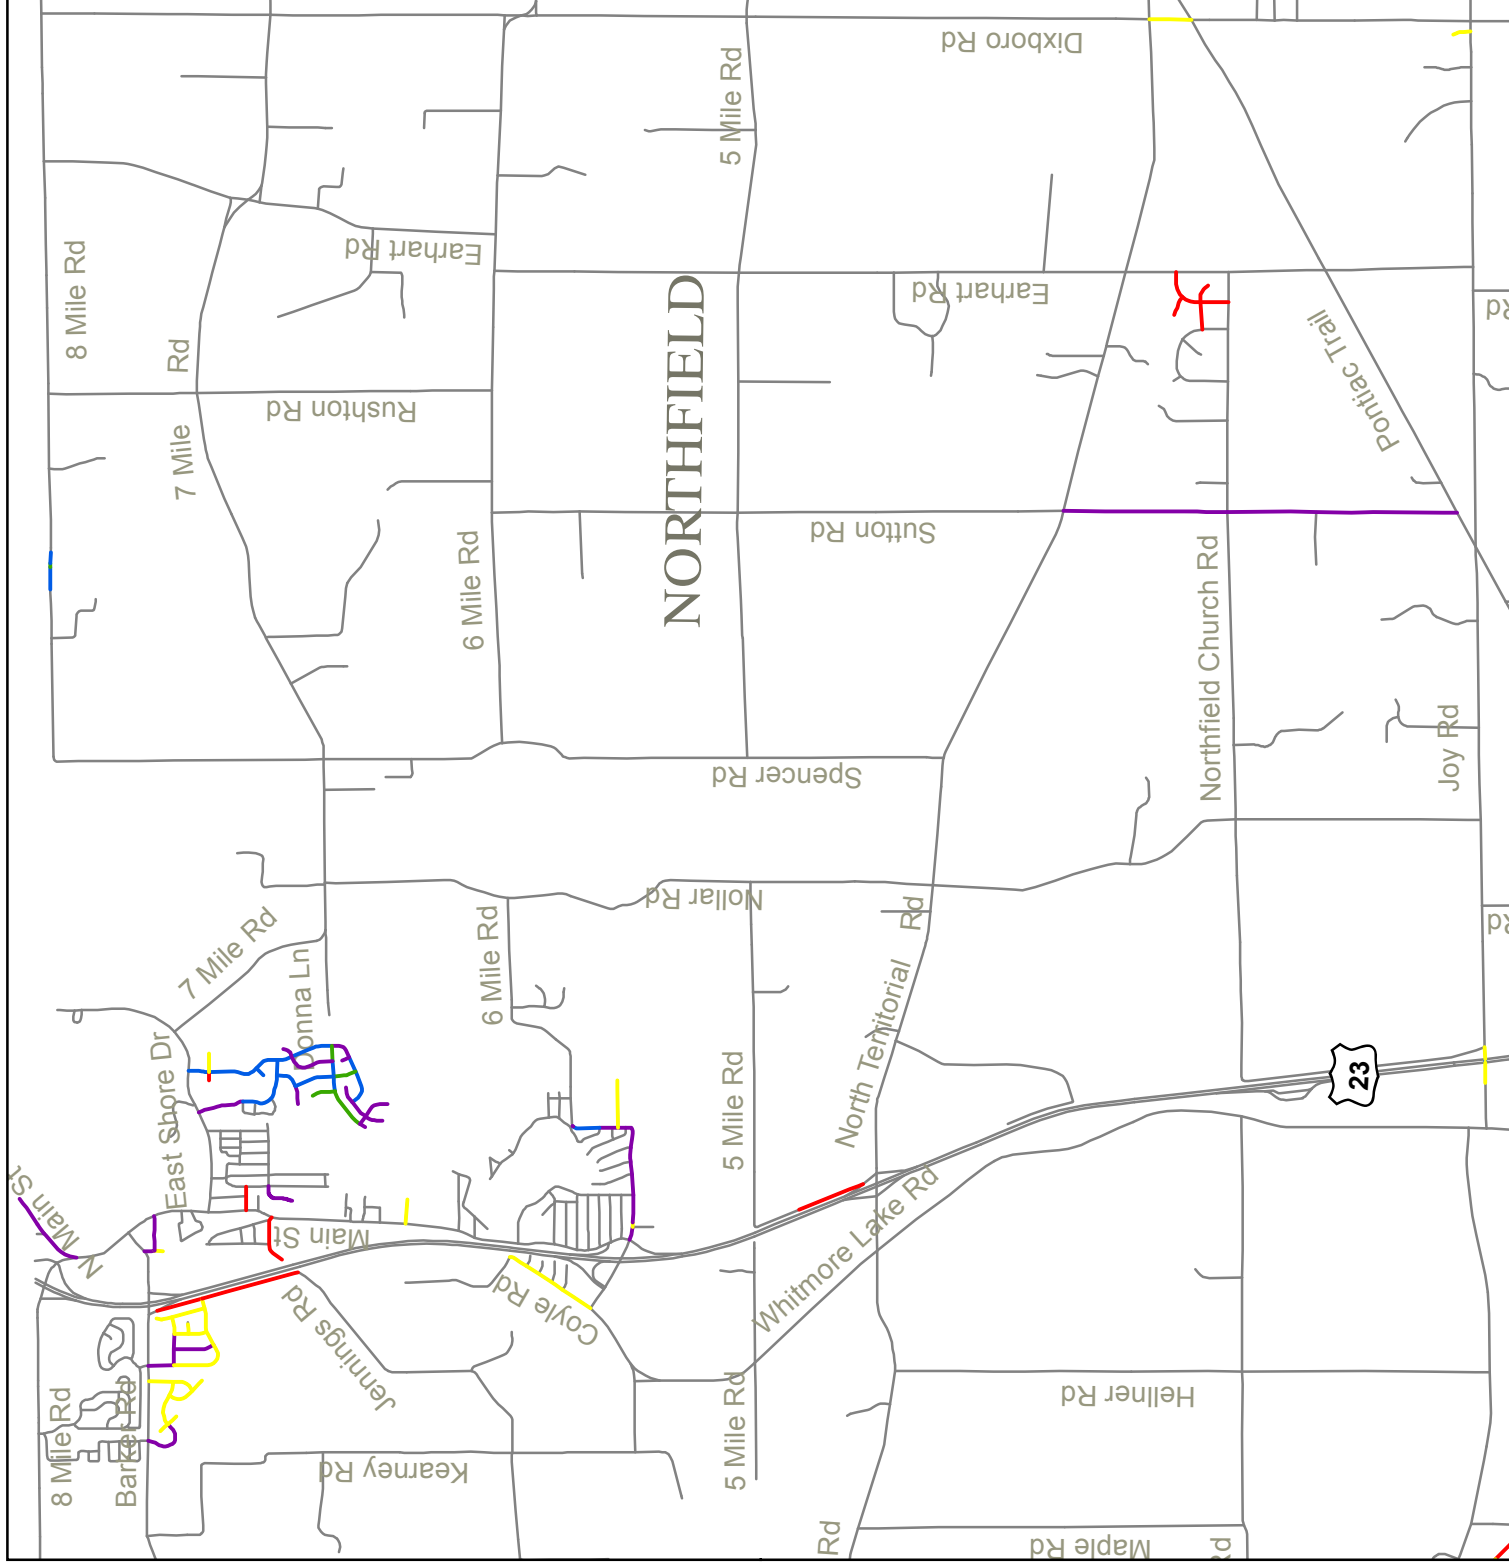 Dixboro Rd
5 Mile Rd
8 Mile Rd
Earhart Rd
Earhart Rd
Rd
Pontiac Trail
Rd
7 Mile
Rushton Rd
NORTHFIELD
Sutton Rd
6 Mile Rd
Northfield Church Rd
Joy Rd
Spencer Rd
Nollar Rd
Rd
Rd
7 Mile Rd
6 Mile Rd
Donna Ln
North Territorial
East Shore Dr
5 Mile Rd
23
N Main St
Main St
Whitmore Lake Rd
Coyle Rd
Jennings Rd
8 Mile Rd
Barker Rd
5 Mile Rd
Hellner Rd
Kearney Rd
Rd
Maple Rd
Rd